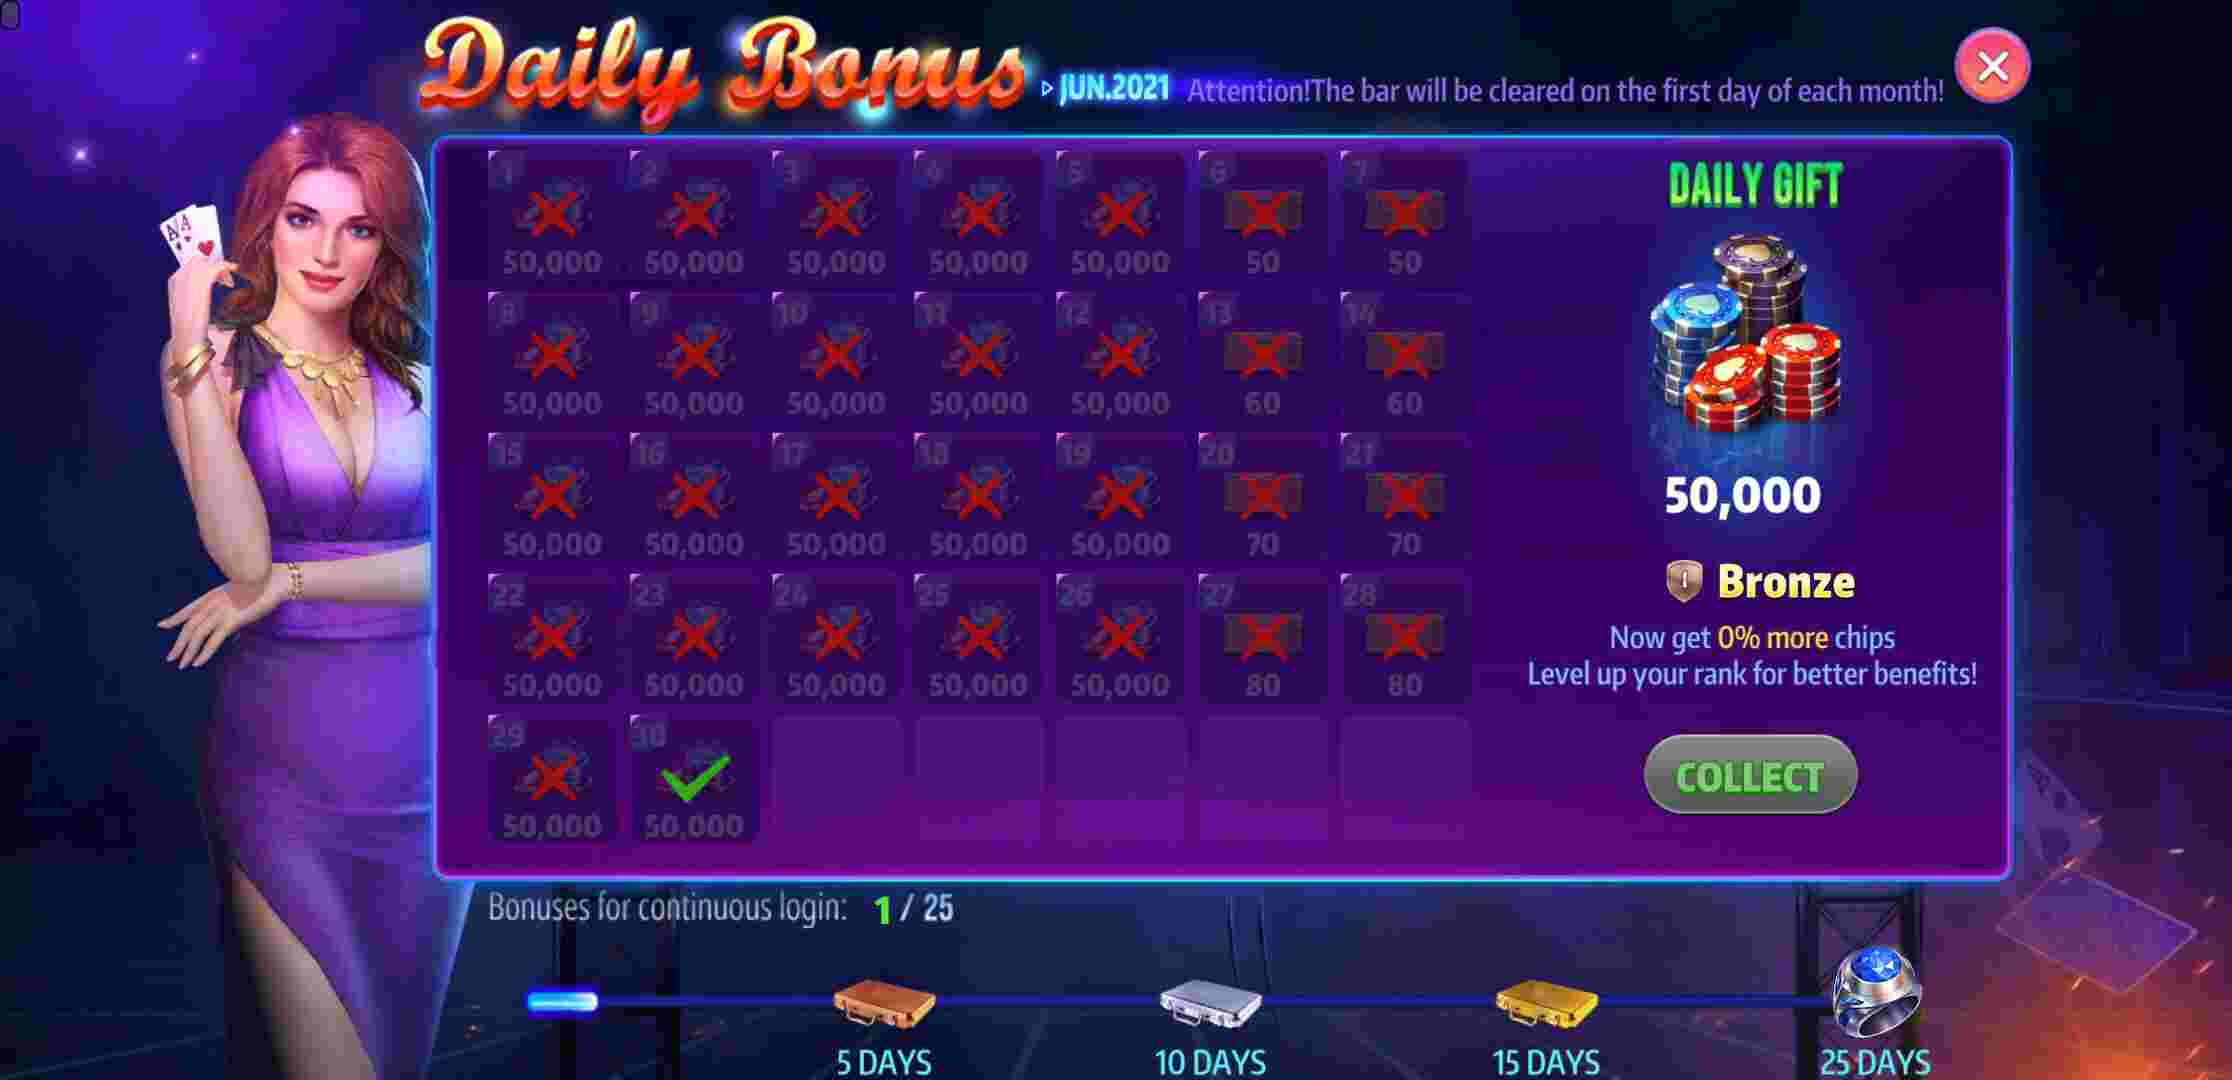 Daily Bonus
JUN.2021
Attention!The bar will be cleared on the first day of each month!
1 2 3 4 5 6 7
50,000 50,000 50,000 50,000 50,000 50 50
8 9 10 11 12 13 14
50,000 50,000 50,000 50,000 50,000 60 60
15 16 17 18 19 20 21
50,000 50,000 50,000 50,000 50,000 70 70
22 23 24 25 26 27 28
50,000 50,000 50,000 50,000 50,000 80 80
29 30
50,000 50,000
DAILY GIFT
50,000
Bronze
Now get 0% more chips
Level up your rank for better benefits!
COLLECT
Bonuses for continuous login: 1 / 25
5 DAYS 10 DAYS 15 DAYS 25 DAYS
A A